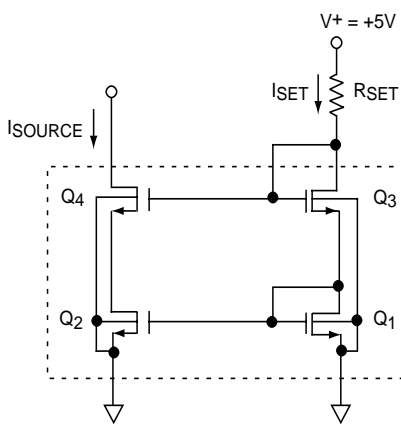 V+ = +5V
ISET
RSET
ISOURCE
Q4
Q3
Q2
Q1